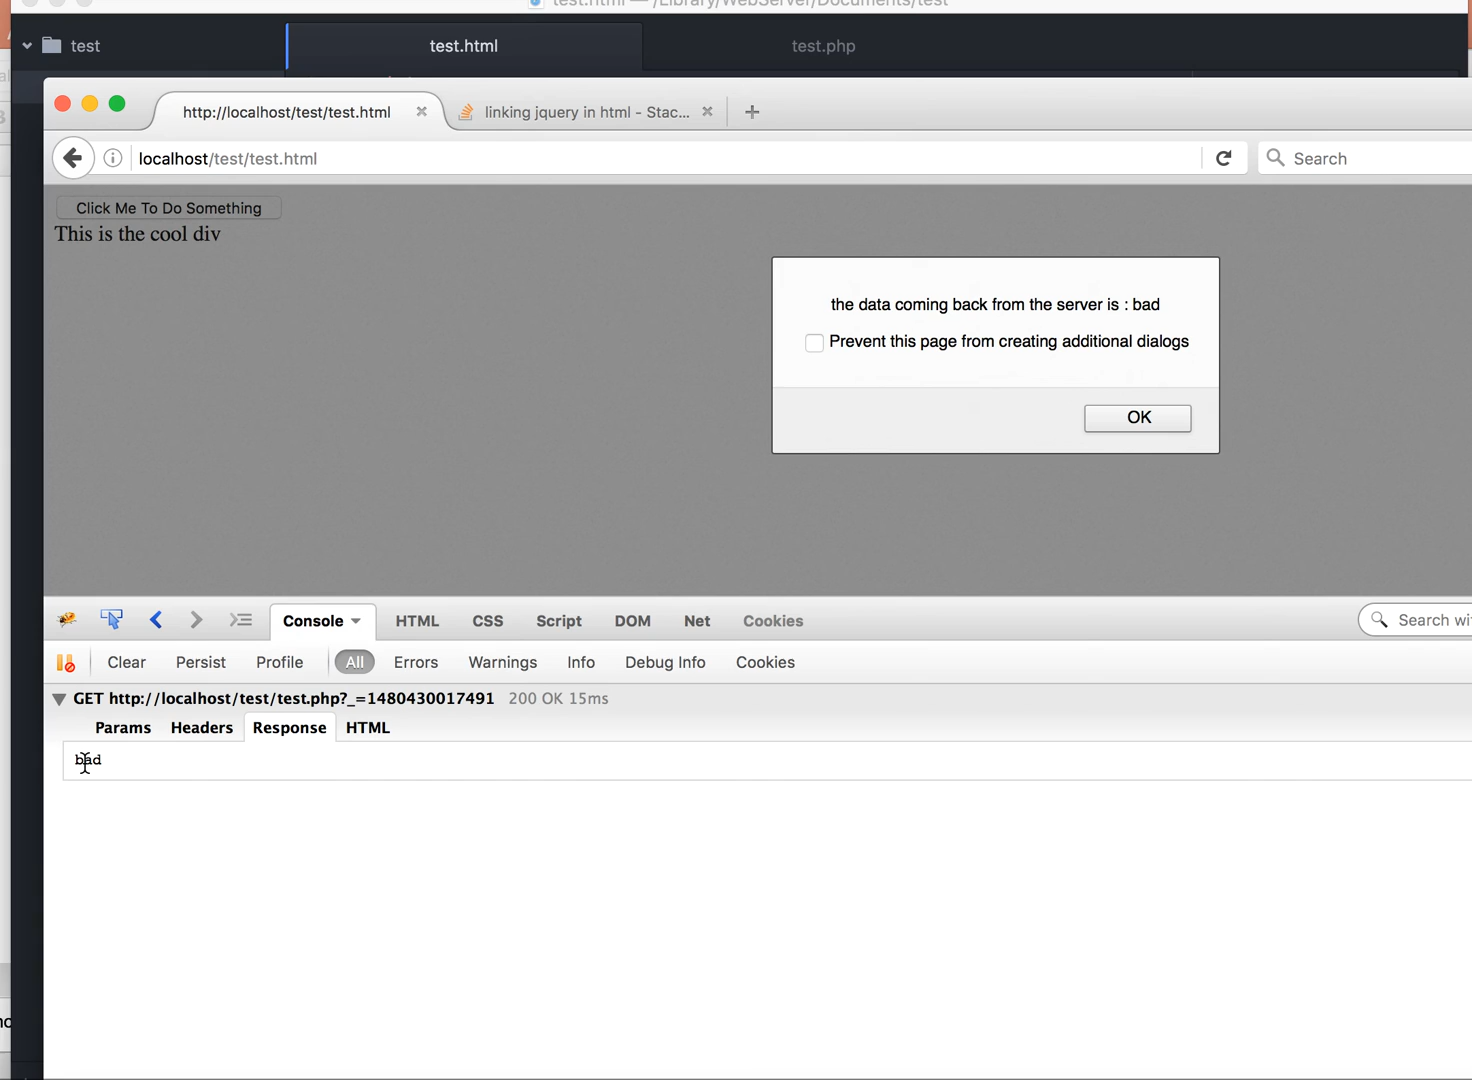 test.html — /Library/WebServer/Documents/test
test
test.html
test.php
http://localhost/test/test.html
linking jquery in html - Stac...
localhost/test/test.html
Search
Click Me To Do Something
This is the cool div
the data coming back from the server is : bad
Prevent this page from creating additional dialogs
OK
Console
HTML
CSS
Script
DOM
Net
Cookies
Search wi
Clear
Persist
Profile
All
Errors
Warnings
Info
Debug Info
Cookies
GET http://localhost/test/test.php?_=1480430017491 200 OK 15ms
Params
Headers
Response
HTML
bad